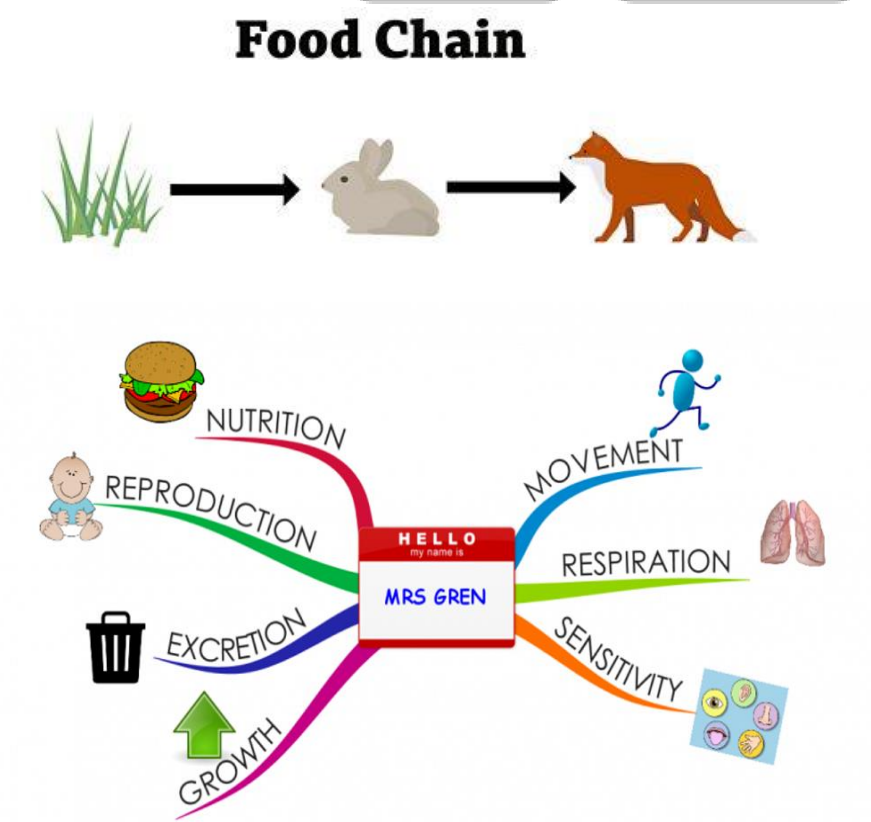 Food Chain
NUTRITION
MOVEMENT
REPRODUCTION
HELLO
my name is
MRS GREN
RESPIRATION
EXCRETION
SENSITIVITY
GROWTH